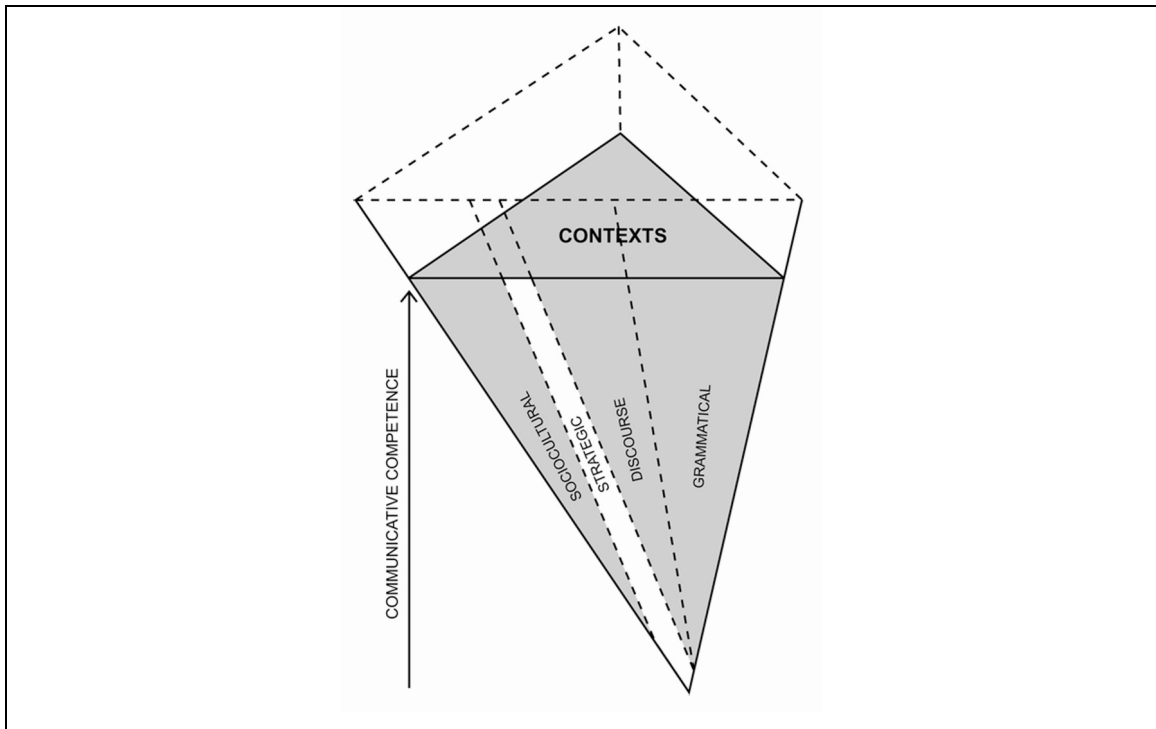 CONTEXTS
COMMUNICATIVE COMPETENCE
SOCIOCULTURAL
STRATEGIC
DISCOURSE
GRAMMATICAL